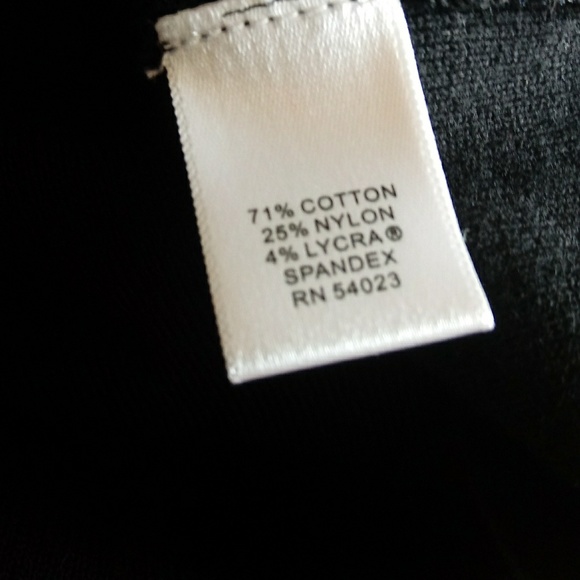 71% COTTON
25% NYLON
4% LYCRA®
SPANDEX
RN 54023